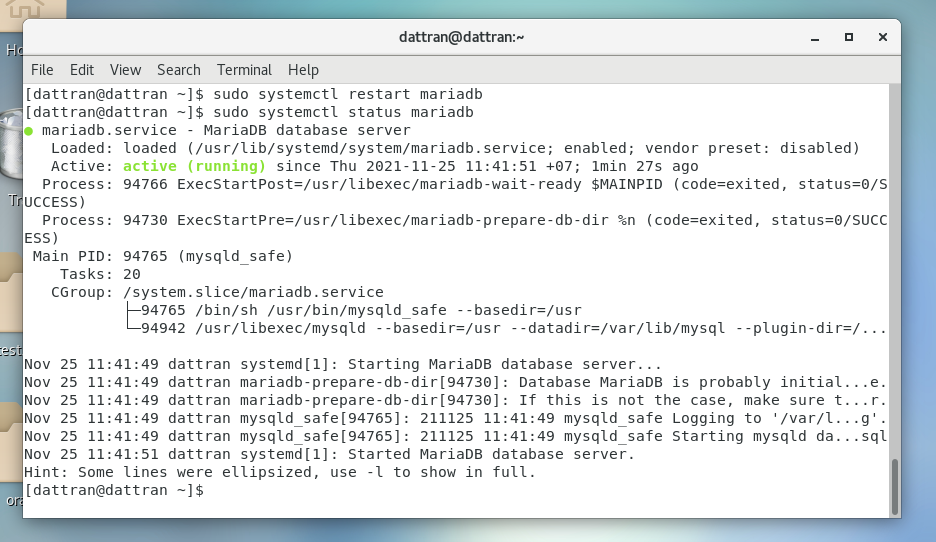 dattran@dattran:~
File Edit View Search Terminal Help
[dattran@dattran ~]$ sudo systemctl restart mariadb
[dattran@dattran ~]$ sudo systemctl status mariadb
● mariadb.service - MariaDB database server
Loaded: loaded (/usr/lib/systemd/system/mariadb.service; enabled; vendor preset: disabled)
Active: active (running) since Thu 2021-11-25 11:41:51 +07; 1min 27s ago
Process: 94766 ExecStartPost=/usr/libexec/mariadb-wait-ready $MAINPID (code=exited, status=0/S
UCCESS)
Process: 94730 ExecStartPre=/usr/libexec/mariadb-prepare-db-dir %n (code=exited, status=0/SUCC
ESS)
Main PID: 94765 (mysqld_safe)
Tasks: 20
CGroup: /system.slice/mariadb.service
├─94765 /bin/sh /usr/bin/mysqld_safe --basedir=/usr
└─94942 /usr/libexec/mysqld --basedir=/usr --datadir=/var/lib/mysql --plugin-dir=/...
Nov 25 11:41:49 dattran systemd[1]: Starting MariaDB database server...
Nov 25 11:41:49 dattran mariadb-prepare-db-dir[94730]: Database MariaDB is probably initial...e.
Nov 25 11:41:49 dattran mariadb-prepare-db-dir[94730]: If this is not the case, make sure t...r.
Nov 25 11:41:49 dattran mysqld_safe[94765]: 211125 11:41:49 mysqld_safe Logging to '/var/l...g'.
Nov 25 11:41:49 dattran mysqld_safe[94765]: 211125 11:41:49 mysqld_safe Starting mysqld da...sql
Nov 25 11:41:51 dattran systemd[1]: Started MariaDB database server.
Hint: Some lines were ellipsized, use -l to show in full.
[dattran@dattran ~]$